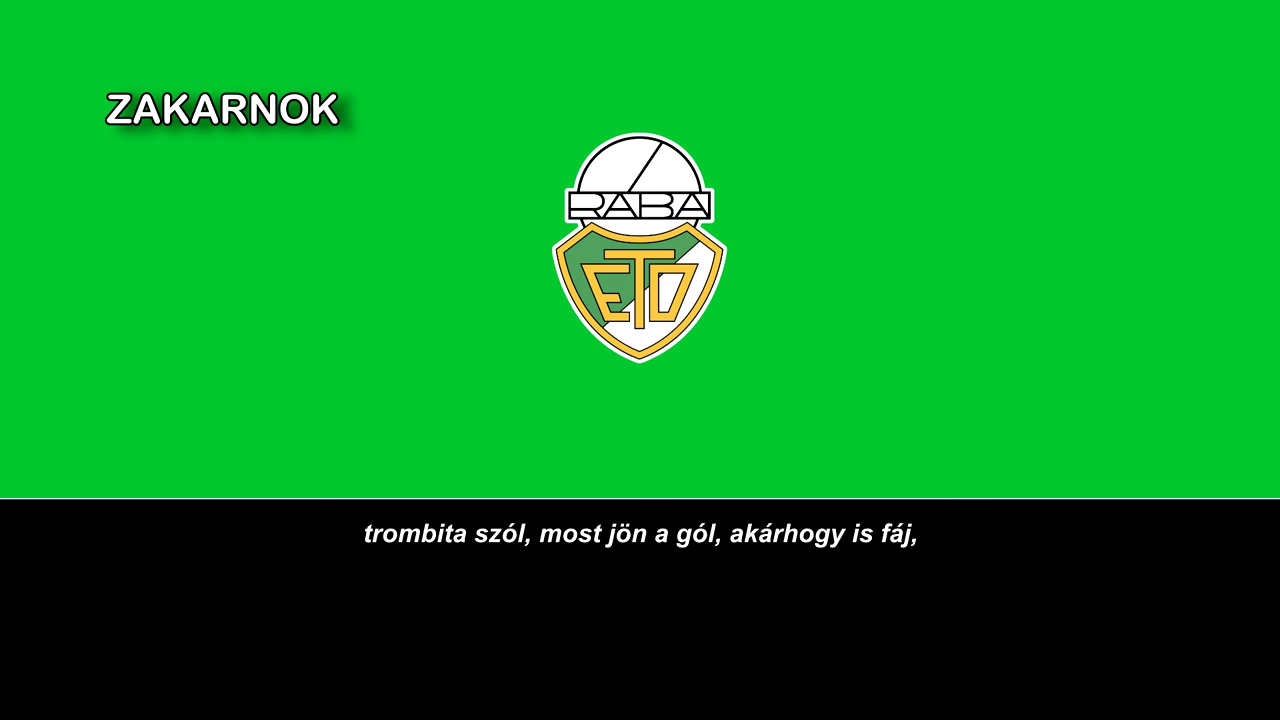 ZAKARNOK
RÁBA
ETO
trombita szól, most jön a gól, akárhogy is fáj,